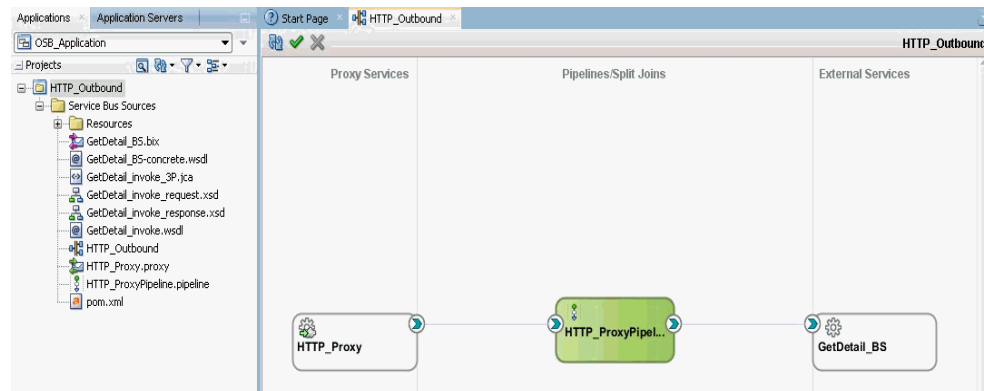 Applications
Application Servers
Start Page
HTTP_Outbound
OSB_Application
HTTP_Outbound
Projects
HTTP_Outbound
Service Bus Sources
Resources
GetDetail_BS.bix
GetDetail_BS-concrete.wsdl
GetDetail_invoke_3P.jca
GetDetail_invoke_request.xsd
GetDetail_invoke_response.xsd
GetDetail_invoke.wsdl
HTTP_Outbound
HTTP_Proxy.proxy
HTTP_ProxyPipeline.pipeline
pom.xml
Proxy Services
Pipelines/Split Joins
External Services
HTTP_Proxy
HTTP_ProxyPipel...
GetDetail_BS